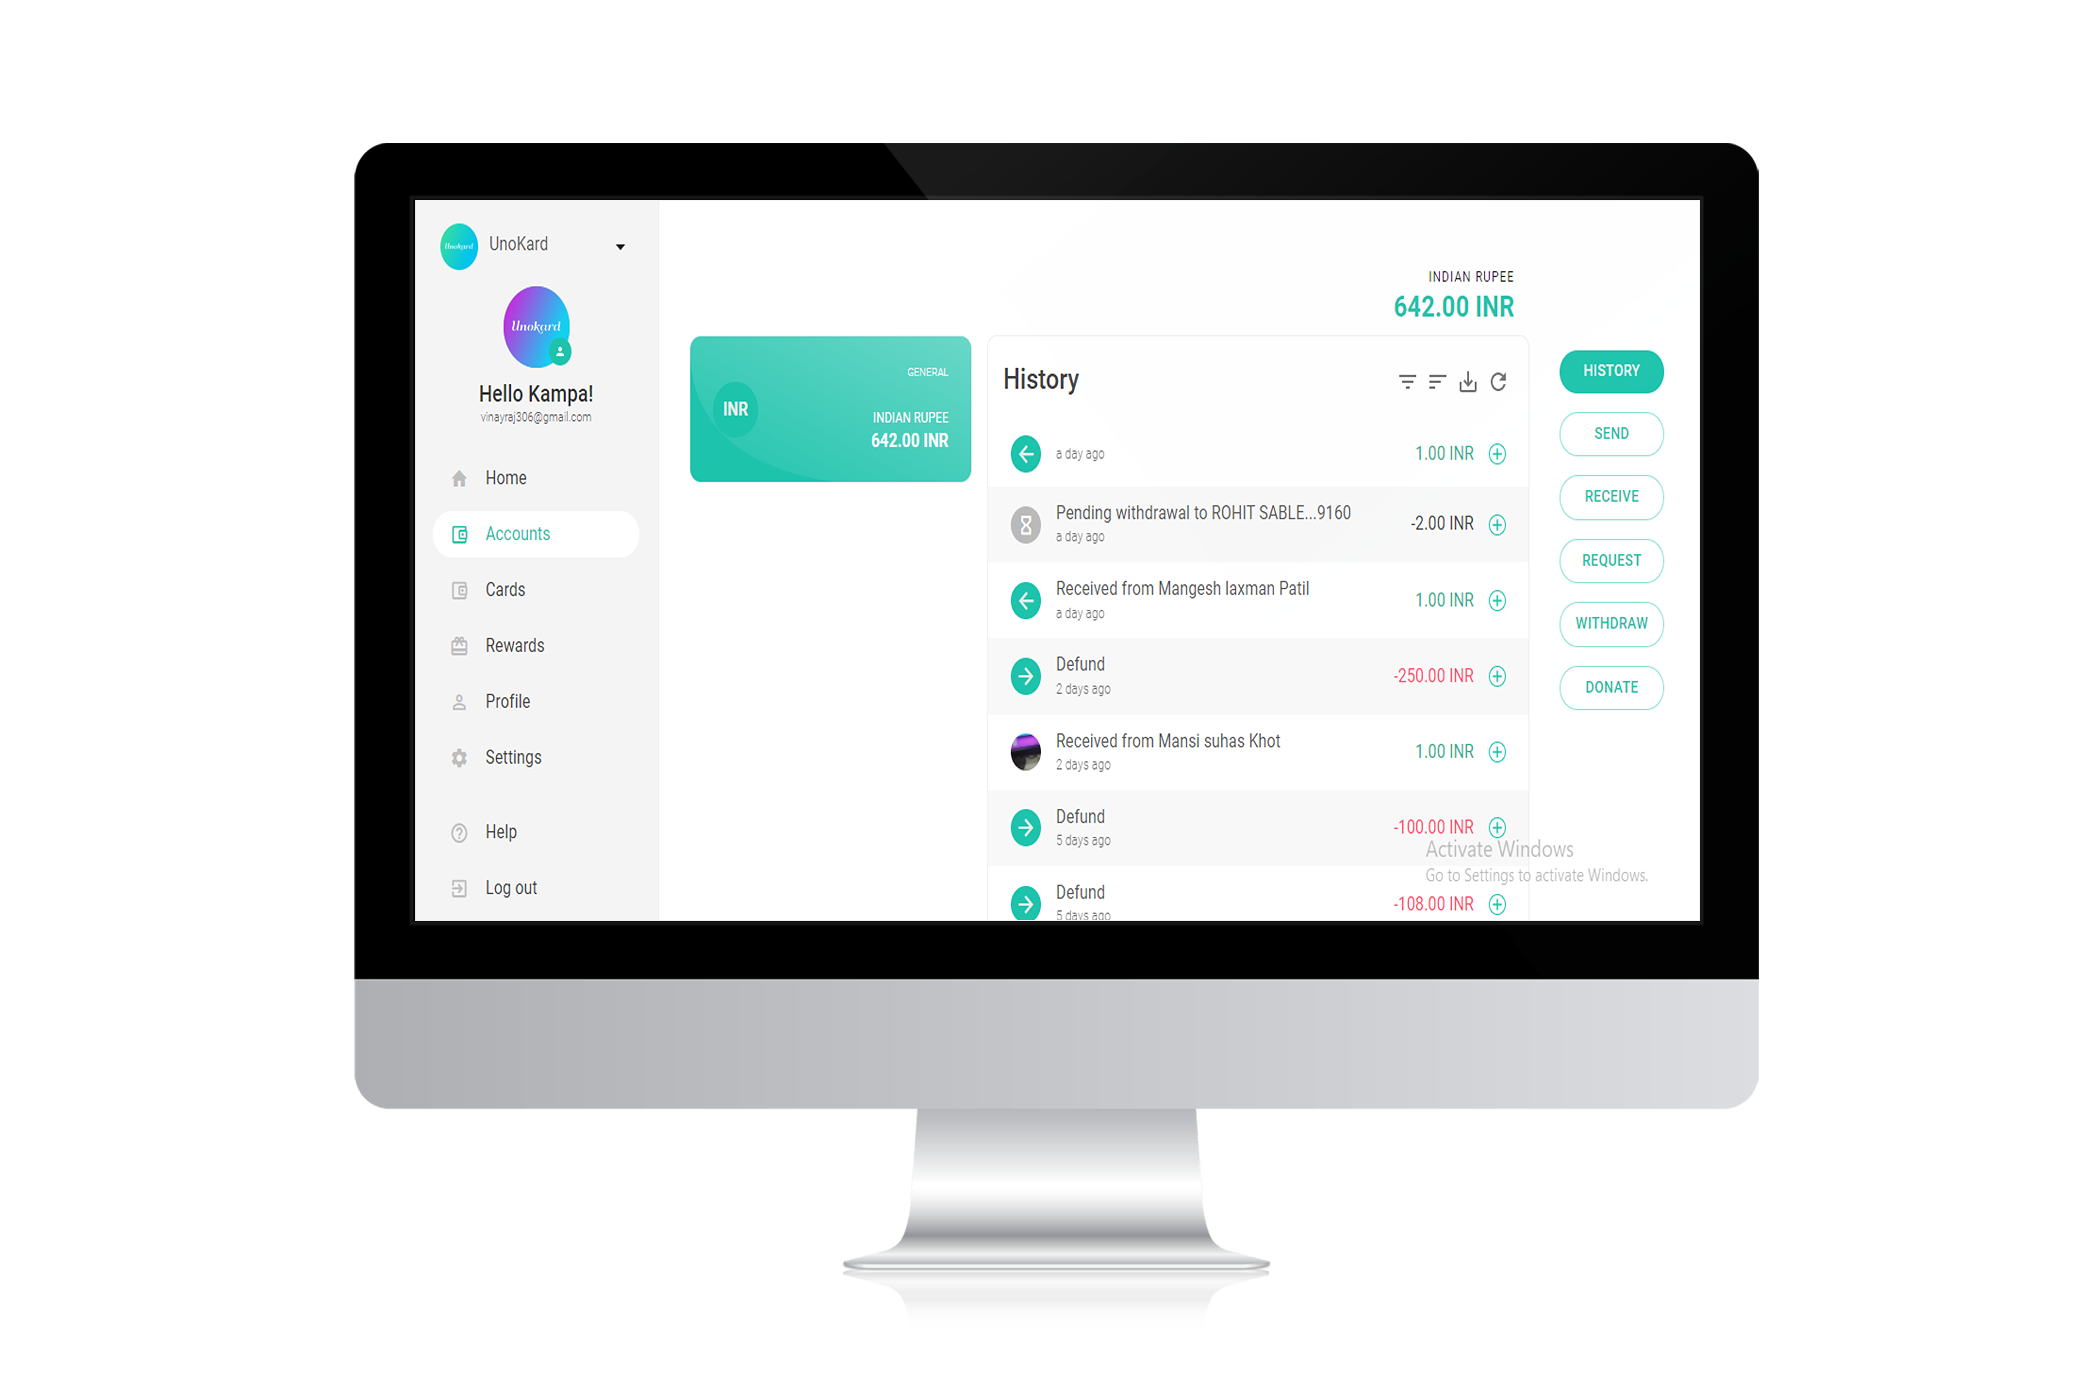 Unokard
UnoKard
Unokard
Hello Kampa!
vinayraj306@gmail.com
Home
Accounts
Cards
Rewards
Profile
Settings
Help
Log out
INDIAN RUPEE
642.00 INR
GENERAL
INR
INDIAN RUPEE
642.00 INR
History
a day ago
1.00 INR
Pending withdrawal to ROHIT SABLE...9160
a day ago
-2.00 INR
Received from Mangesh laxman Patil
a day ago
1.00 INR
Defund
2 days ago
-250.00 INR
Received from Mansi suhas Khot
2 days ago
1.00 INR
Defund
5 days ago
-100.00 INR
Defund
5 days ago
-108.00 INR
HISTORY
SEND
RECEIVE
REQUEST
WITHDRAW
DONATE
Activate Windows
Go to Settings to activate Windows.